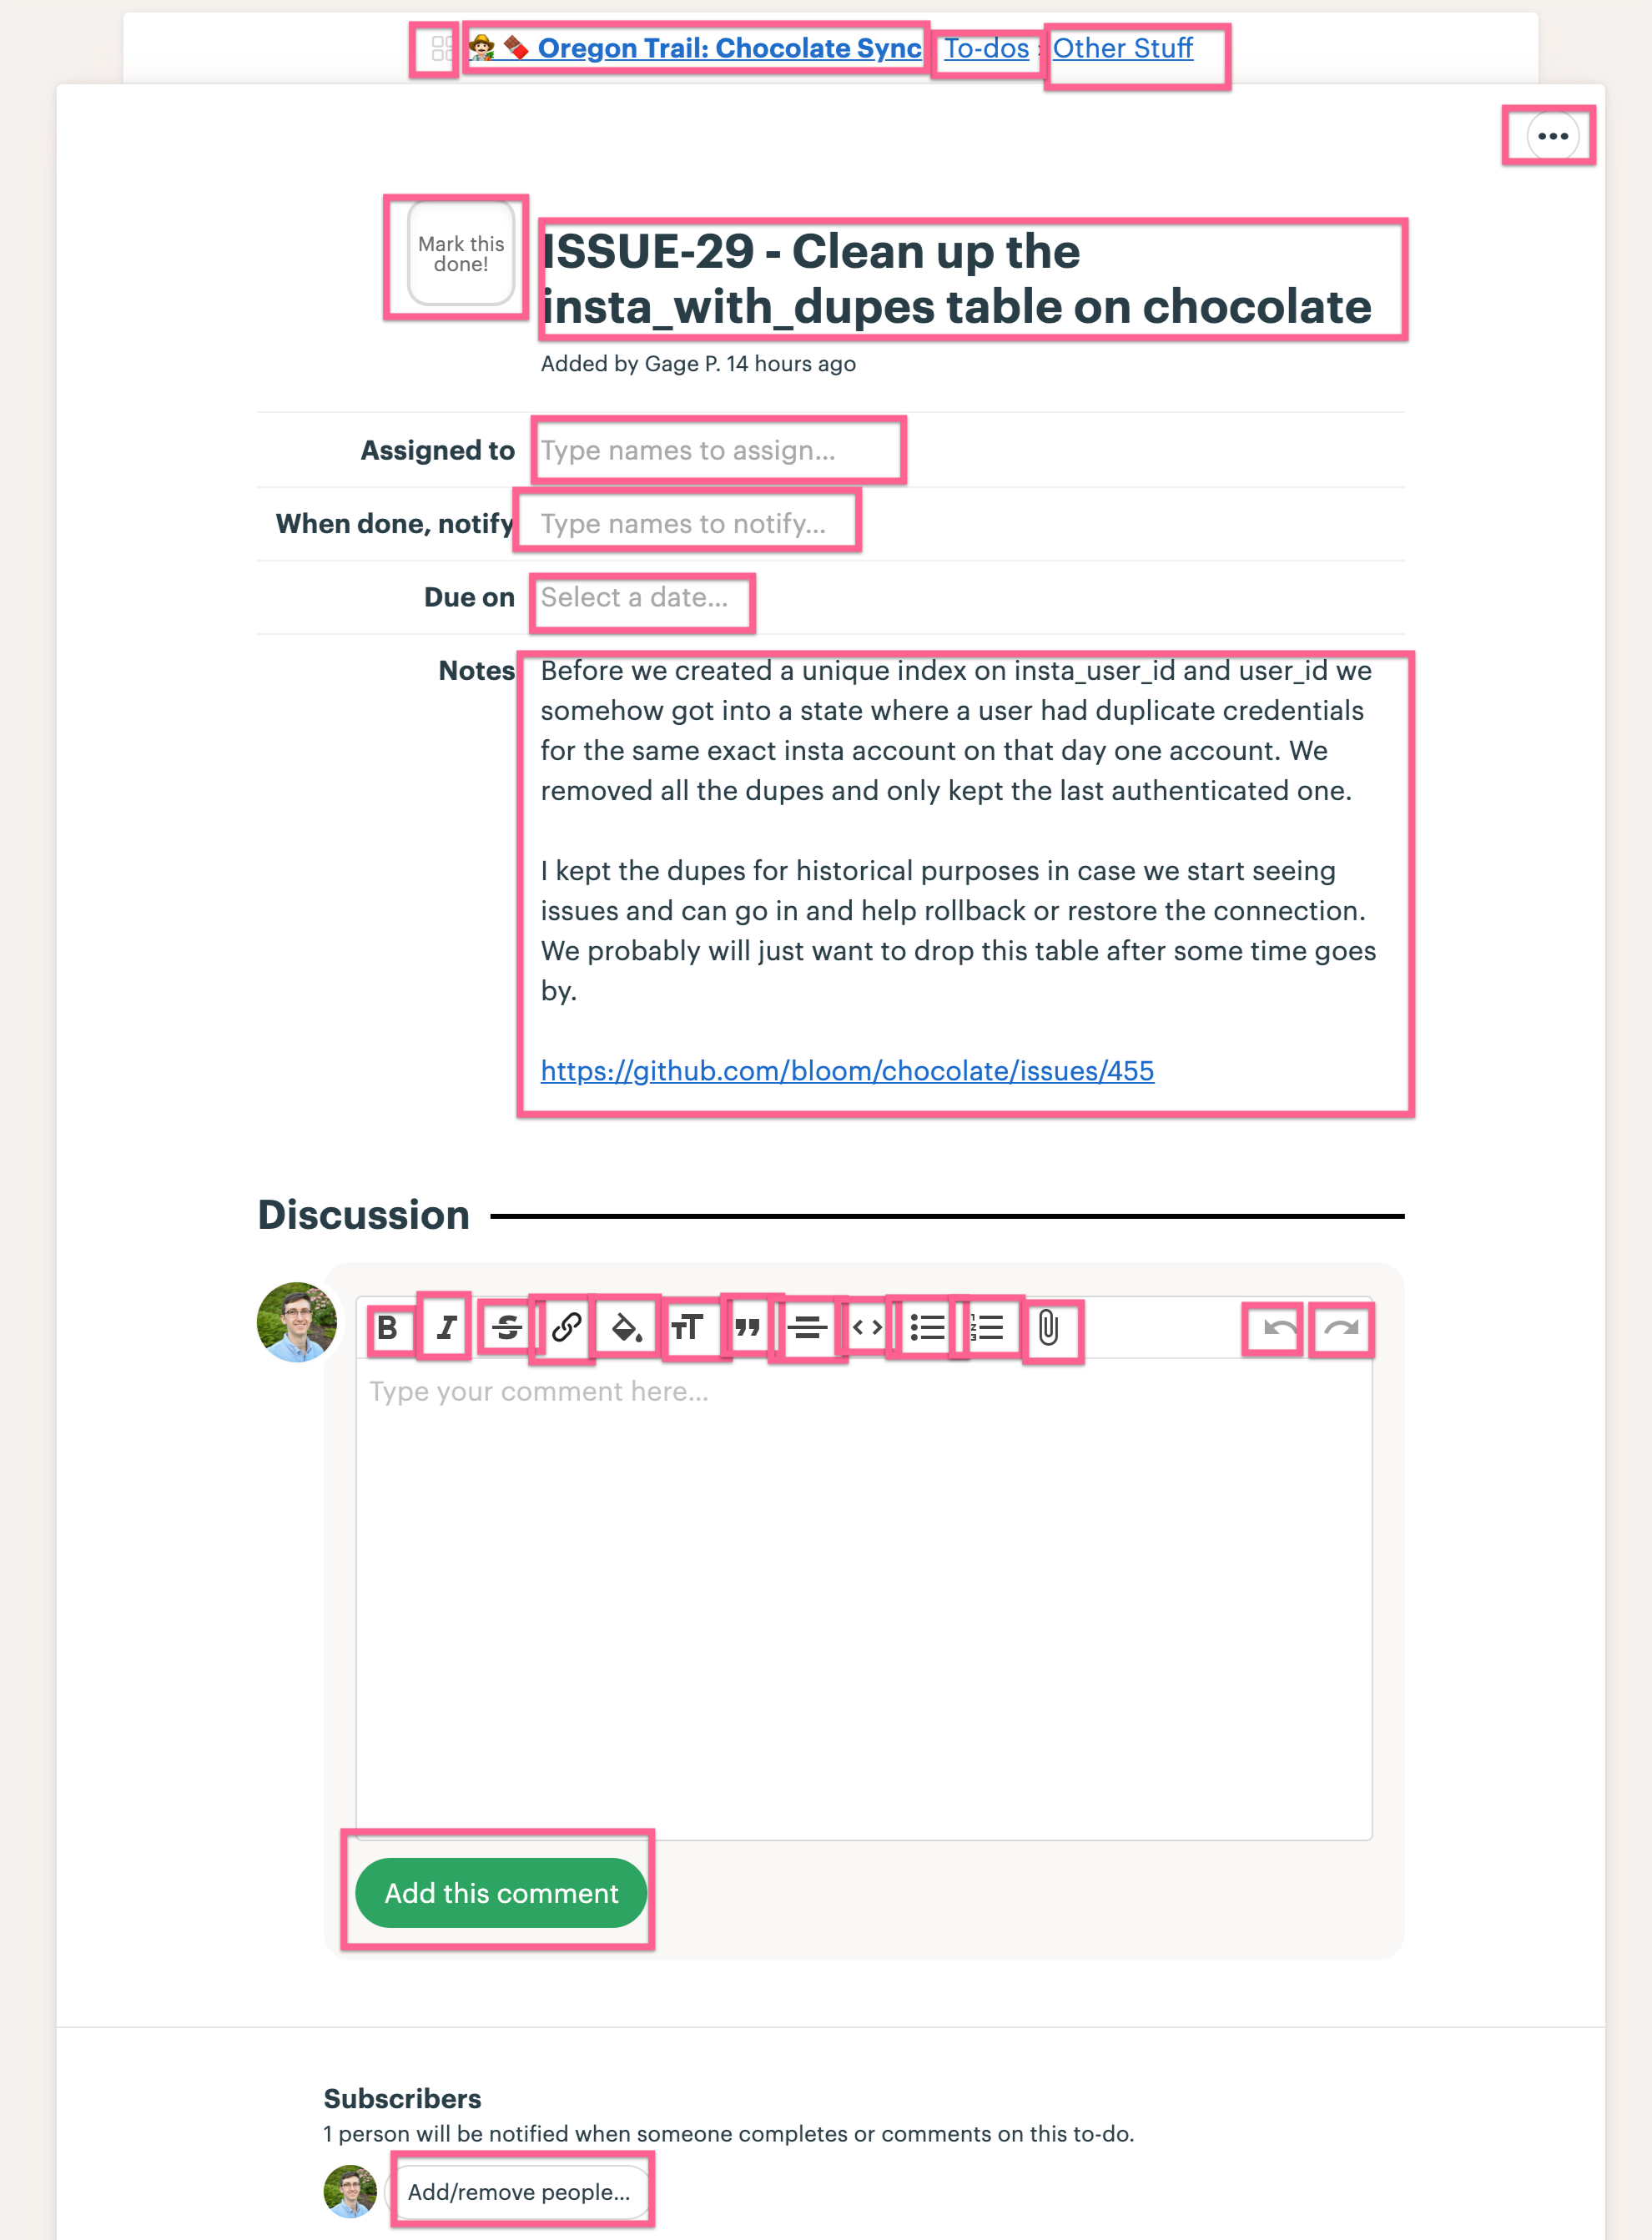 Oregon Trail: Chocolate Sync To-dos › Other Stuff
Mark this
done!
ISSUE-29 - Clean up the
insta_with_dupes table on chocolate
Added by Gage P. 14 hours ago
Assigned to Type names to assign...
When done, notify Type names to notify...
Due on Select a date...
Notes Before we created a unique index on insta_user_id and user_id we
somehow got into a state where a user had duplicate credentials
for the same exact insta account on that day one account. We
removed all the dupes and only kept the last authenticated one.
I kept the dupes for historical purposes in case we start seeing
issues and can go in and help rollback or restore the connection.
We probably will just want to drop this table after some time goes
by.
https://github.com/bloom/chocolate/issues/455
Discussion
Type your comment here...
Add this comment
Subscribers
1 person will be notified when someone completes or comments on this to-do.
Add/remove people...